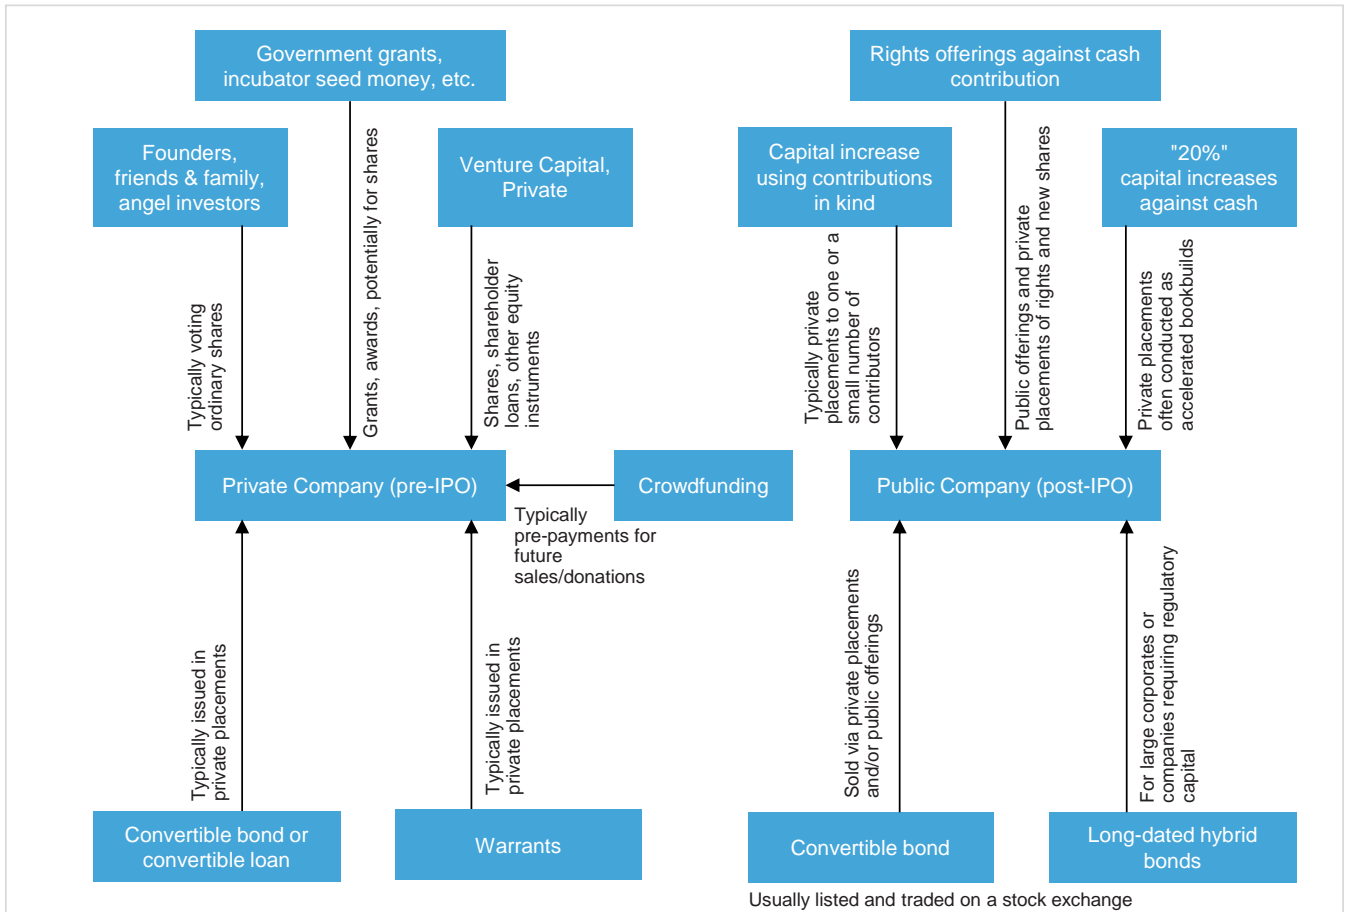 Government grants,
incubator seed money, etc.
Rights offerings against cash
contribution
Founders,
friends & family,
angel investors
Venture Capital,
Private
Capital increase
using contributions
in kind
"20%"
capital increases
against cash
Typically voting
ordinary shares
Grants, awards, potentially for shares
Shares, shareholder
loans, other equity
instruments
Typically private
placements to one or a
small number of
contributors
Public offerings and private
placements of rights and new shares
Private placements
often conducted as
accelerated bookbuilds
Private Company (pre-IPO)
Crowdfunding
Public Company (post-IPO)
Typically
pre-payments for
future
sales/donations
Typically issued in
private placements
Typically issued in
private placements
Sold via private placements
and/or public offerings
For large corporates or
companies requiring regulatory
capital
Convertible bond or
convertible loan
Warrants
Convertible bond
Long-dated hybrid
bonds
Usually listed and traded on a stock exchange